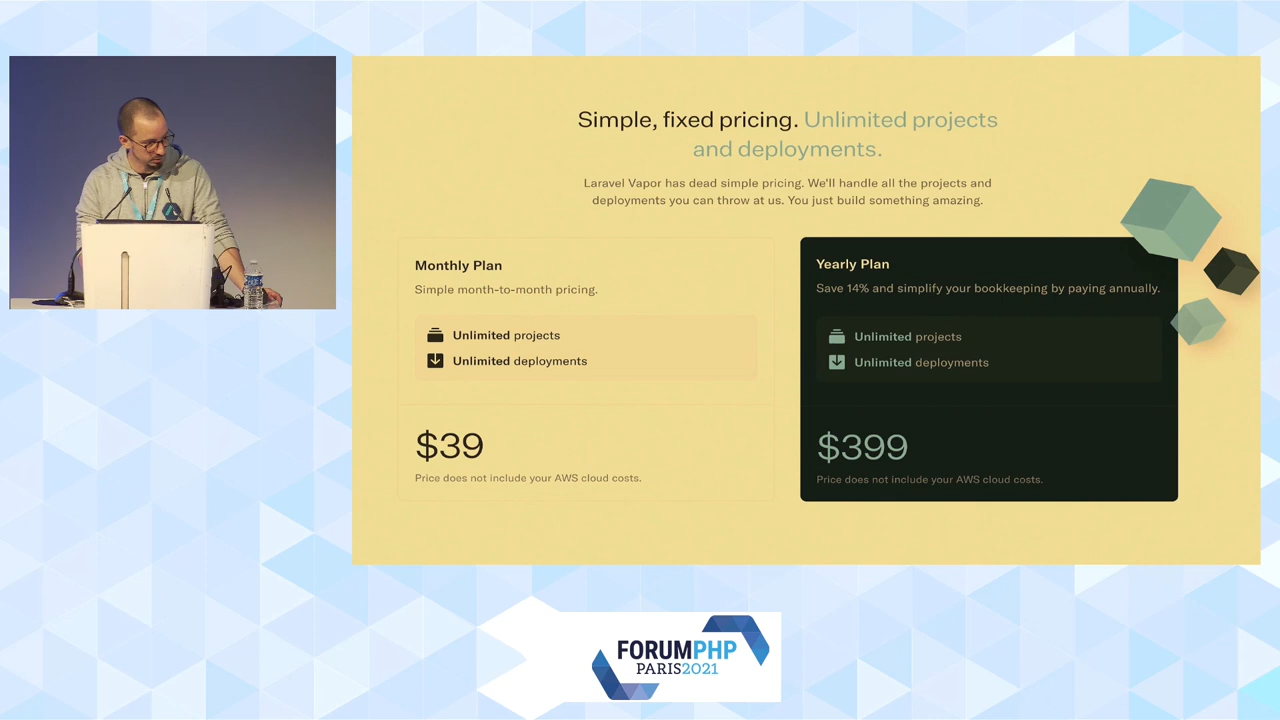 Simple, fixed pricing. Unlimited projects
and deployments.
Laravel Vapor has dead simple pricing. We'll handle all the projects and
deployments you can throw at us. You just build something amazing.
Monthly Plan
Simple month-to-month pricing.
Unlimited projects
Unlimited deployments
$39
Price does not include your AWS cloud costs.
Yearly Plan
Save 14% and simplify your bookkeeping by paying annually.
Unlimited projects
Unlimited deployments
$399
Price does not include your AWS cloud costs.
FORUMPHP
PARIS2021